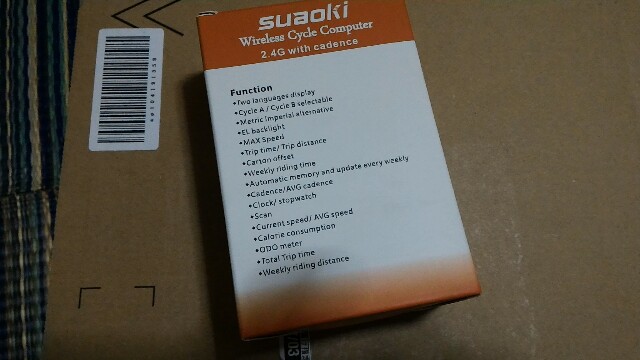 suaoki
Wireless Cycle Computer
2.4G with cadence
Function
•Two languages display
•Cycle A / Cycle B selectable
•Metric Imperial alternative
•EL backlight
•MAX Speed
•Trip time/ Trip distance
•Carton offset
•Weekly riding time
•Automatic memory and update every weekly
•Cadence/AVG cadence
•Clock/ stopwatch
•Scan
•Current speed/ AVG speed
•Calorie consumption
•ODO meter
•Total Trip time
•Weekly riding distance